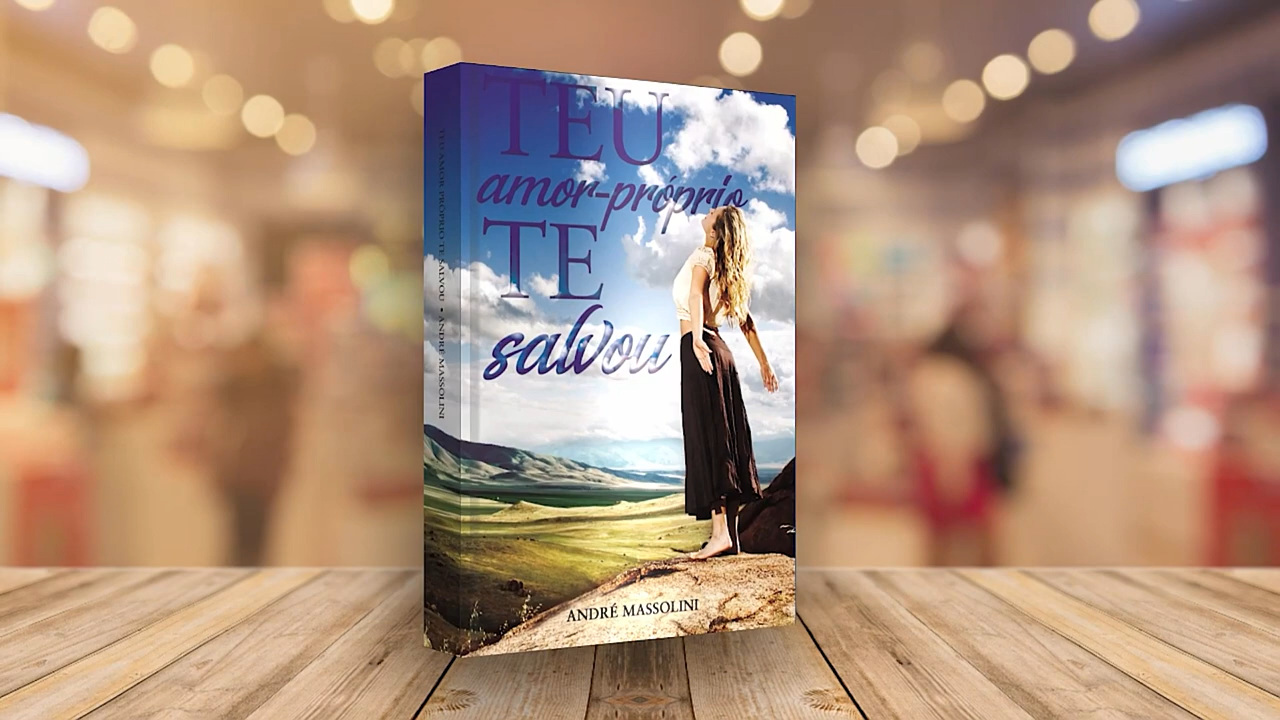 TEU
amor-próprio
TE
salvou
ANDRÉ MASSOLINI
TEU AMOR-PRÓPRIO TE SALVOU • ANDRÉ MASSOLINI